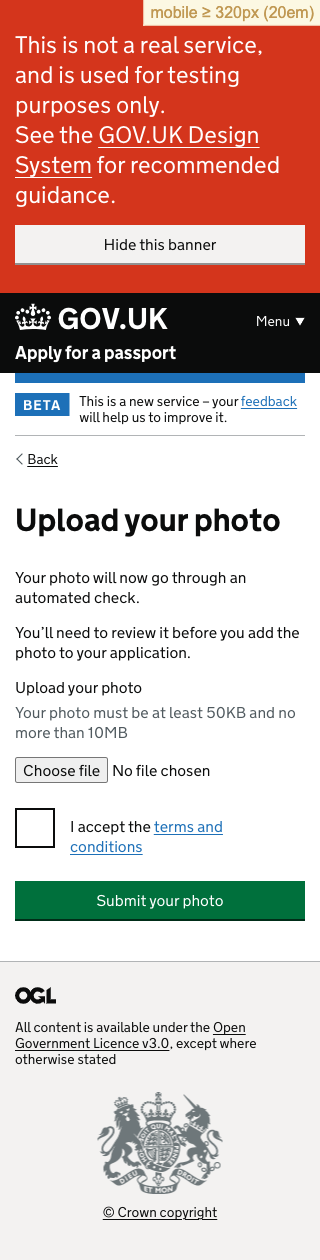 mobile ≥ 320px (20em)
This is not a real service,
and is used for testing
purposes only.
See the GOV.UK Design
System for recommended
guidance.
Hide this banner
GOV.UK
Menu ▼
Apply for a passport
BETA
This is a new service – your feedback
will help us to improve it.
Back
Upload your photo
Your photo will now go through an
automated check.
You’ll need to review it before you add the
photo to your application.
Upload your photo
Your photo must be at least 50KB and no
more than 10MB
Choose file No file chosen
I accept the terms and
conditions
Submit your photo
OGL
All content is available under the Open
Government Licence v3.0, except where
otherwise stated
DIEU ET MON DROIT
© Crown copyright